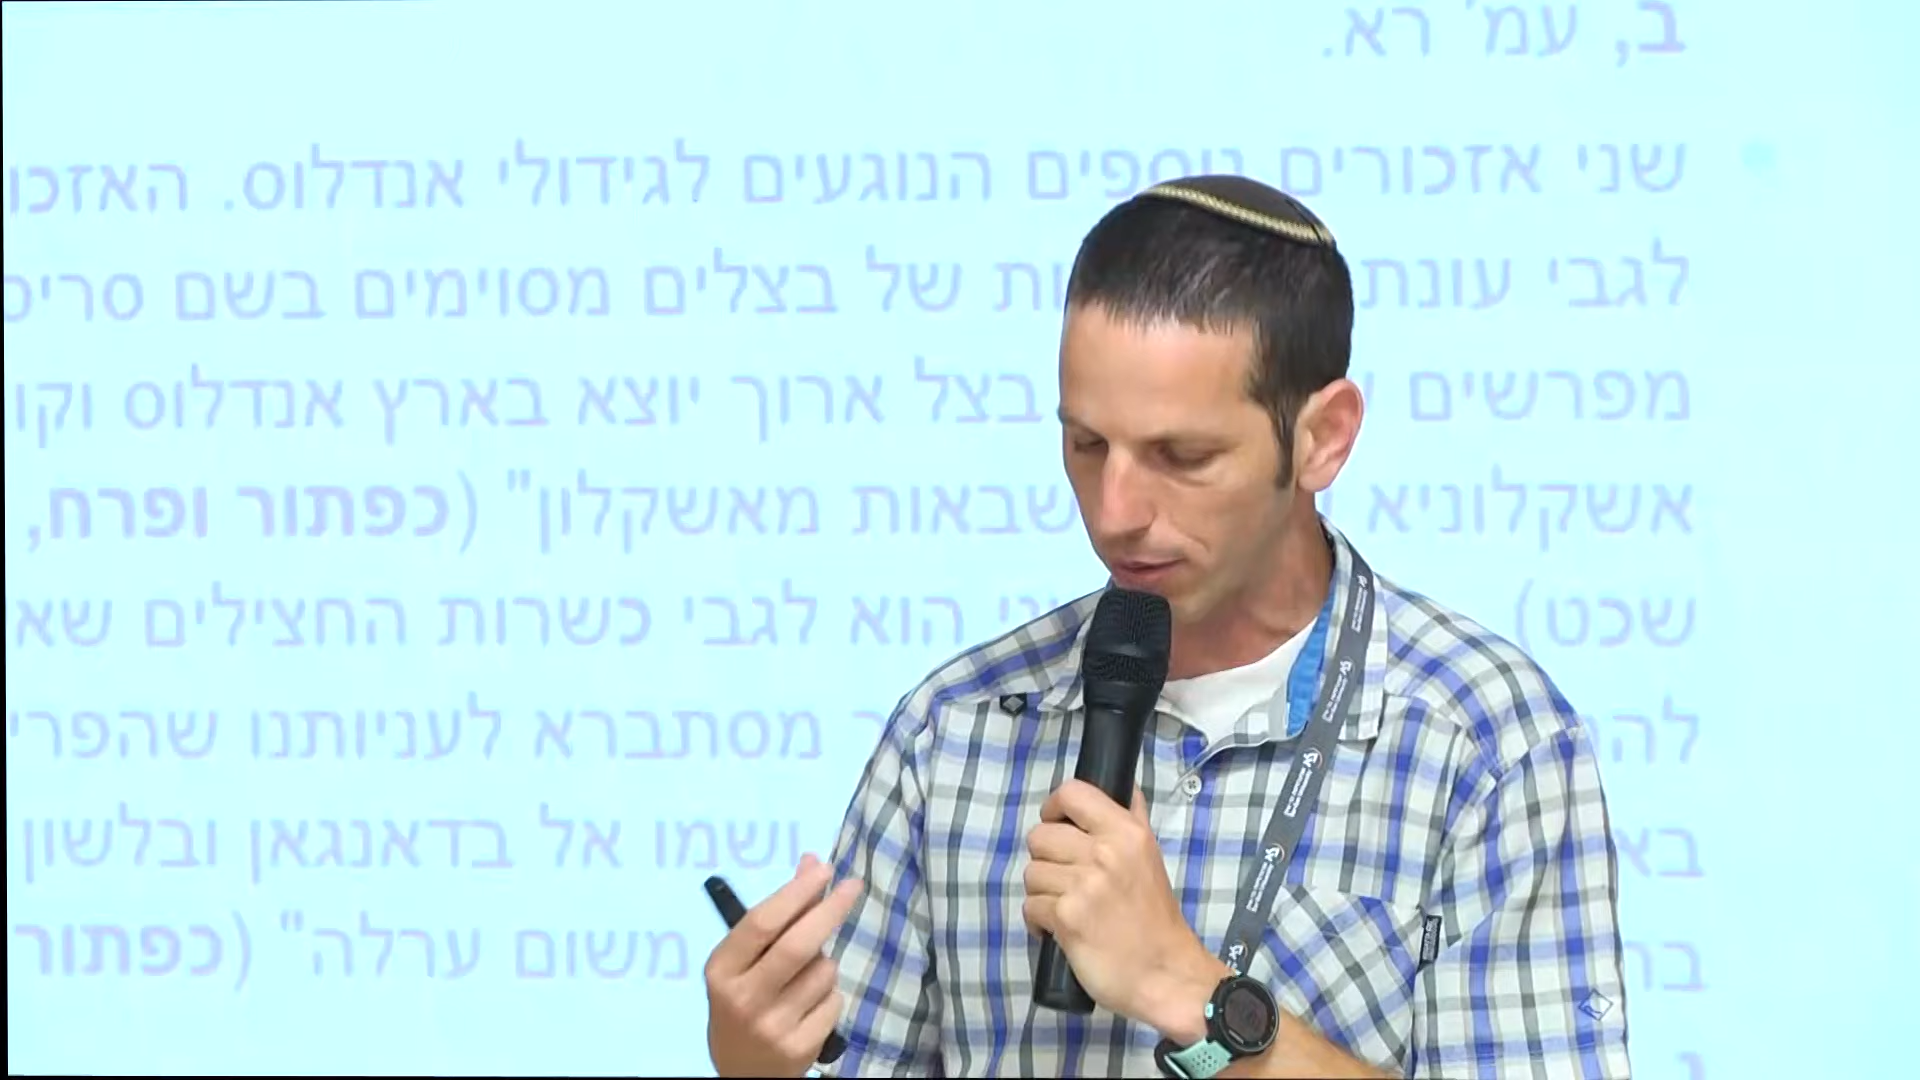 ב, עמ' רא.
שני אזכורים נוספים הנוגעים לגידולי אנדלוס. האזכו
לגבי עונת ות של בצלים מסוימים בשם סריס
מפרשים בצל ארוך יוצא בארץ אנדלוס וקו
אשקלוניא שבאות מאשקלון" (כפתור ופרח,
שכט) ני הוא לגבי כשרות החצילים שא
להר ר מסתברא לעניותנו שהפרי
בא ושמו אל בדאנגאן ובלשון
בר משום ערלה" (כפתור